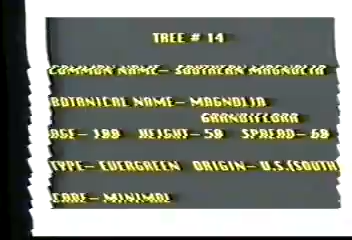 TREE # 14
COMMON NAME- SOUTHERN MAGNOLIA
BOTANICAL NAME- MAGNOLIA
GRANDIFLORA
AGE- 100 HEIGHT- 50 SPREAD- 60
TYPE- EVERGREEN ORIGIN- U.S.(SOUTH
CARE- MINIMAL